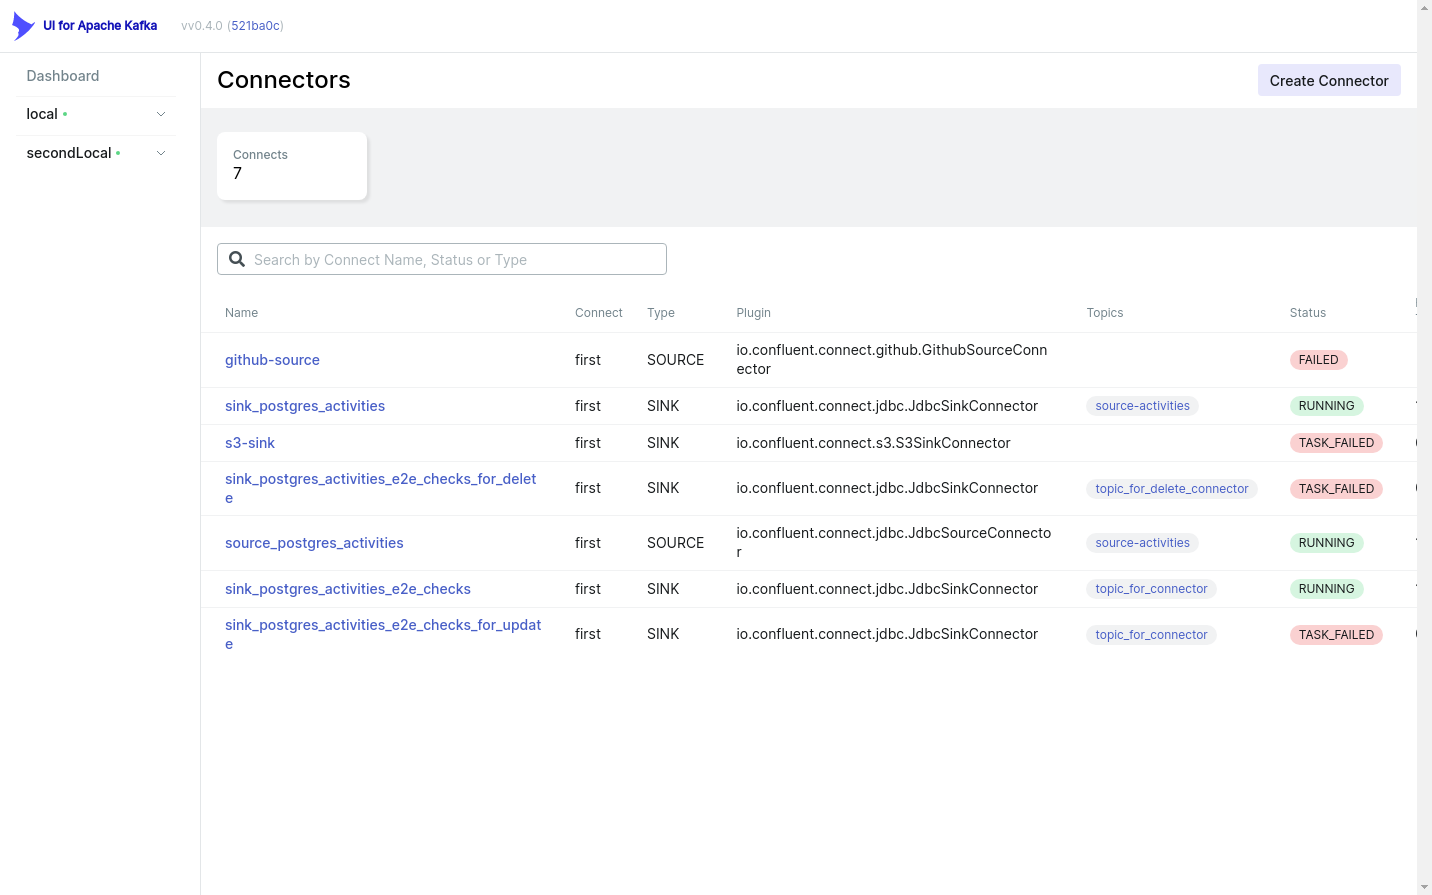 UI for Apache Kafka vv0.4.0 (521ba0c)
Dashboard
local
secondLocal
Connectors
Create Connector
Connects
7
Search by Connect Name, Status or Type
Name Connect Type Plugin Topics Status
github-source first SOURCE io.confluent.connect.github.GithubSourceConn
ector FAILED
sink_postgres_activities first SINK io.confluent.connect.jdbc.JdbcSinkConnector source-activities RUNNING
s3-sink first SINK io.confluent.connect.s3.S3SinkConnector TASK_FAILED
sink_postgres_activities_e2e_checks_for_delet
e first SINK io.confluent.connect.jdbc.JdbcSinkConnector topic_for_delete_connector TASK_FAILED
source_postgres_activities first SOURCE io.confluent.connect.jdbc.JdbcSourceConnecto
r source-activities RUNNING
sink_postgres_activities_e2e_checks first SINK io.confluent.connect.jdbc.JdbcSinkConnector topic_for_connector RUNNING
sink_postgres_activities_e2e_checks_for_updat
e first SINK io.confluent.connect.jdbc.JdbcSinkConnector topic_for_connector TASK_FAILED